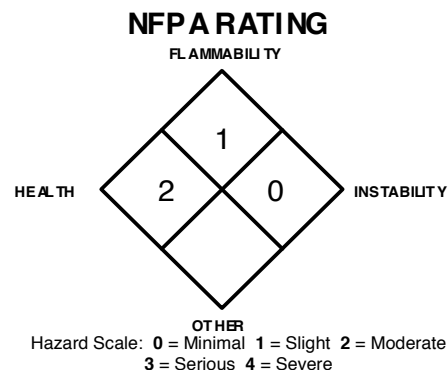 NFPA RATING
FLAMMABILITY
1
HEALTH 2 0 INSTABILITY
OTHER
Hazard Scale: 0 = Minimal 1 = Slight 2 = Moderate
3 = Serious 4 = Severe